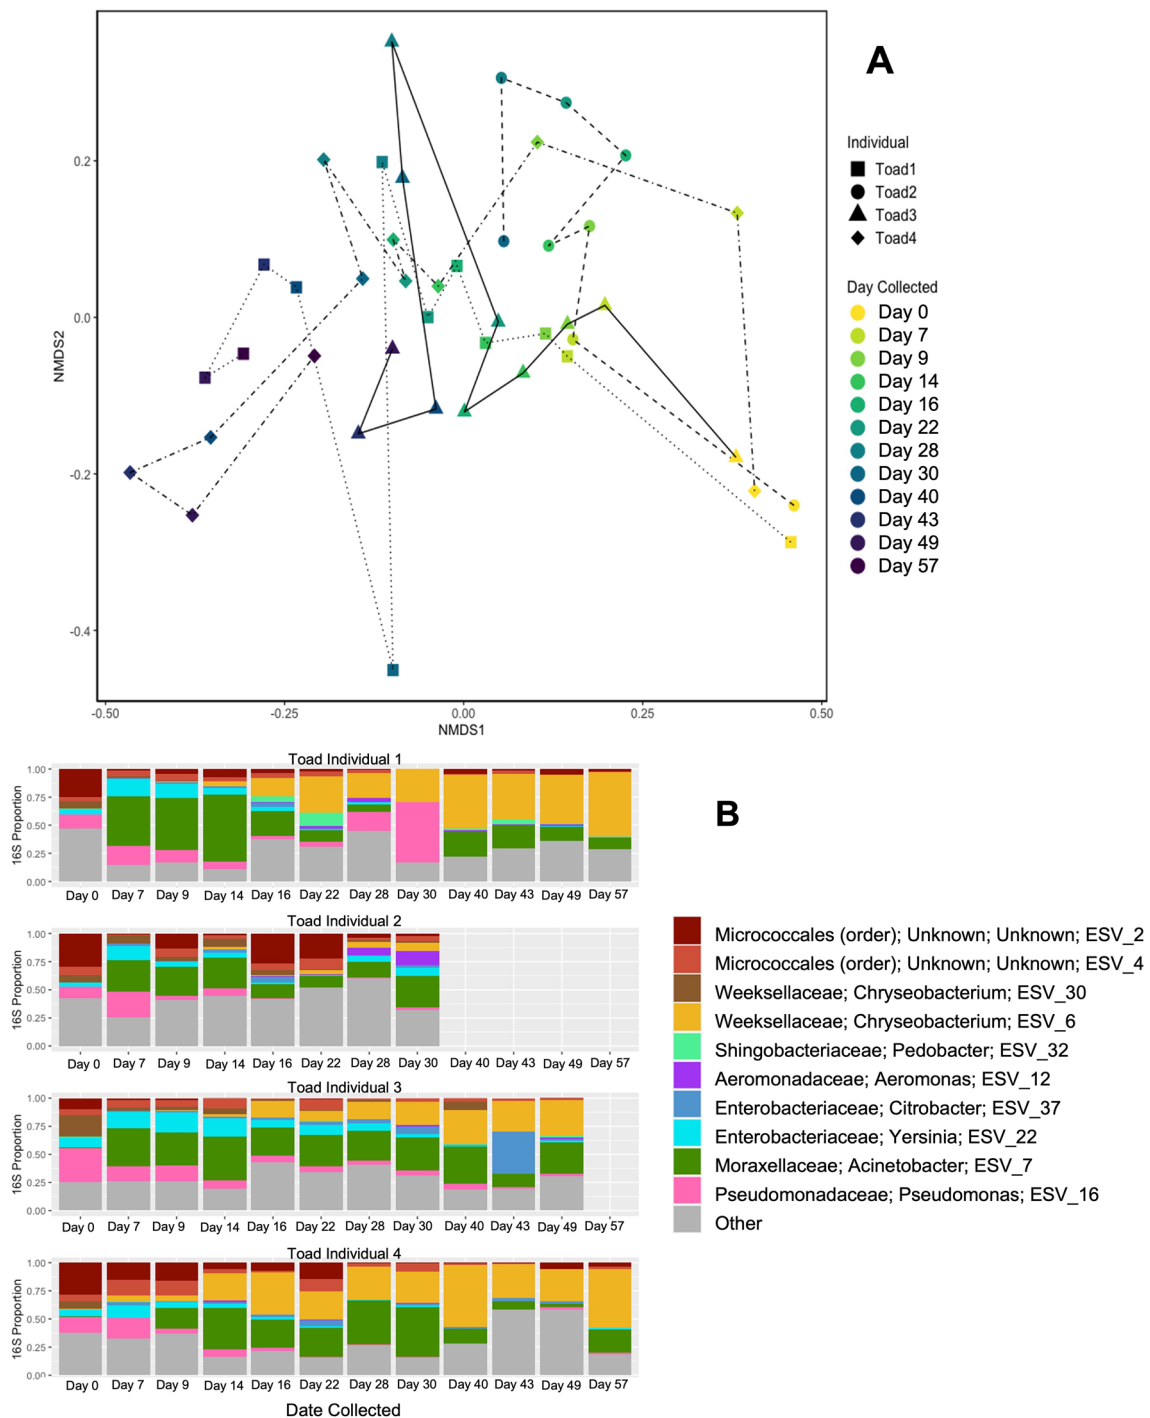 A
0.2
0.0
-0.2
-0.4
NMDS2
-0.50
-0.25
0.00
0.25
0.50
NMDS1
Individual
Toad1
Toad2
Toad3
Toad4
Day Collected
Day 0
Day 7
Day 9
Day 14
Day 16
Day 22
Day 28
Day 30
Day 40
Day 43
Day 49
Day 57
Toad Individual 1
16S Proportion
1.00
0.75
0.50
0.25
0.00
Day 0 Day 7 Day 9 Day 14 Day 16 Day 22 Day 28 Day 30 Day 40 Day 43 Day 49 Day 57
Toad Individual 2
16S Proportion
1.00
0.75
0.50
0.25
0.00
Day 0 Day 7 Day 9 Day 14 Day 16 Day 22 Day 28 Day 30 Day 40 Day 43 Day 49 Day 57
Toad Individual 3
16S Proportion
1.00
0.75
0.50
0.25
0.00
Day 0 Day 7 Day 9 Day 14 Day 16 Day 22 Day 28 Day 30 Day 40 Day 43 Day 49 Day 57
Toad Individual 4
16S Proportion
1.00
0.75
0.50
0.25
0.00
Day 0 Day 7 Day 9 Day 14 Day 16 Day 22 Day 28 Day 30 Day 40 Day 43 Day 49 Day 57
Date Collected
B
Micrococcales (order); Unknown; Unknown; ESV_2
Micrococcales (order); Unknown; Unknown; ESV_4
Weeksellaceae; Chryseobacterium; ESV_30
Weeksellaceae; Chryseobacterium; ESV_6
Shingobacteriaceae; Pedobacter; ESV_32
Aeromonadaceae; Aeromonas; ESV_12
Enterobacteriaceae; Citrobacter; ESV_37
Enterobacteriaceae; Yersinia; ESV_22
Moraxellaceae; Acinetobacter; ESV_7
Pseudomonadaceae; Pseudomonas; ESV_16
Other